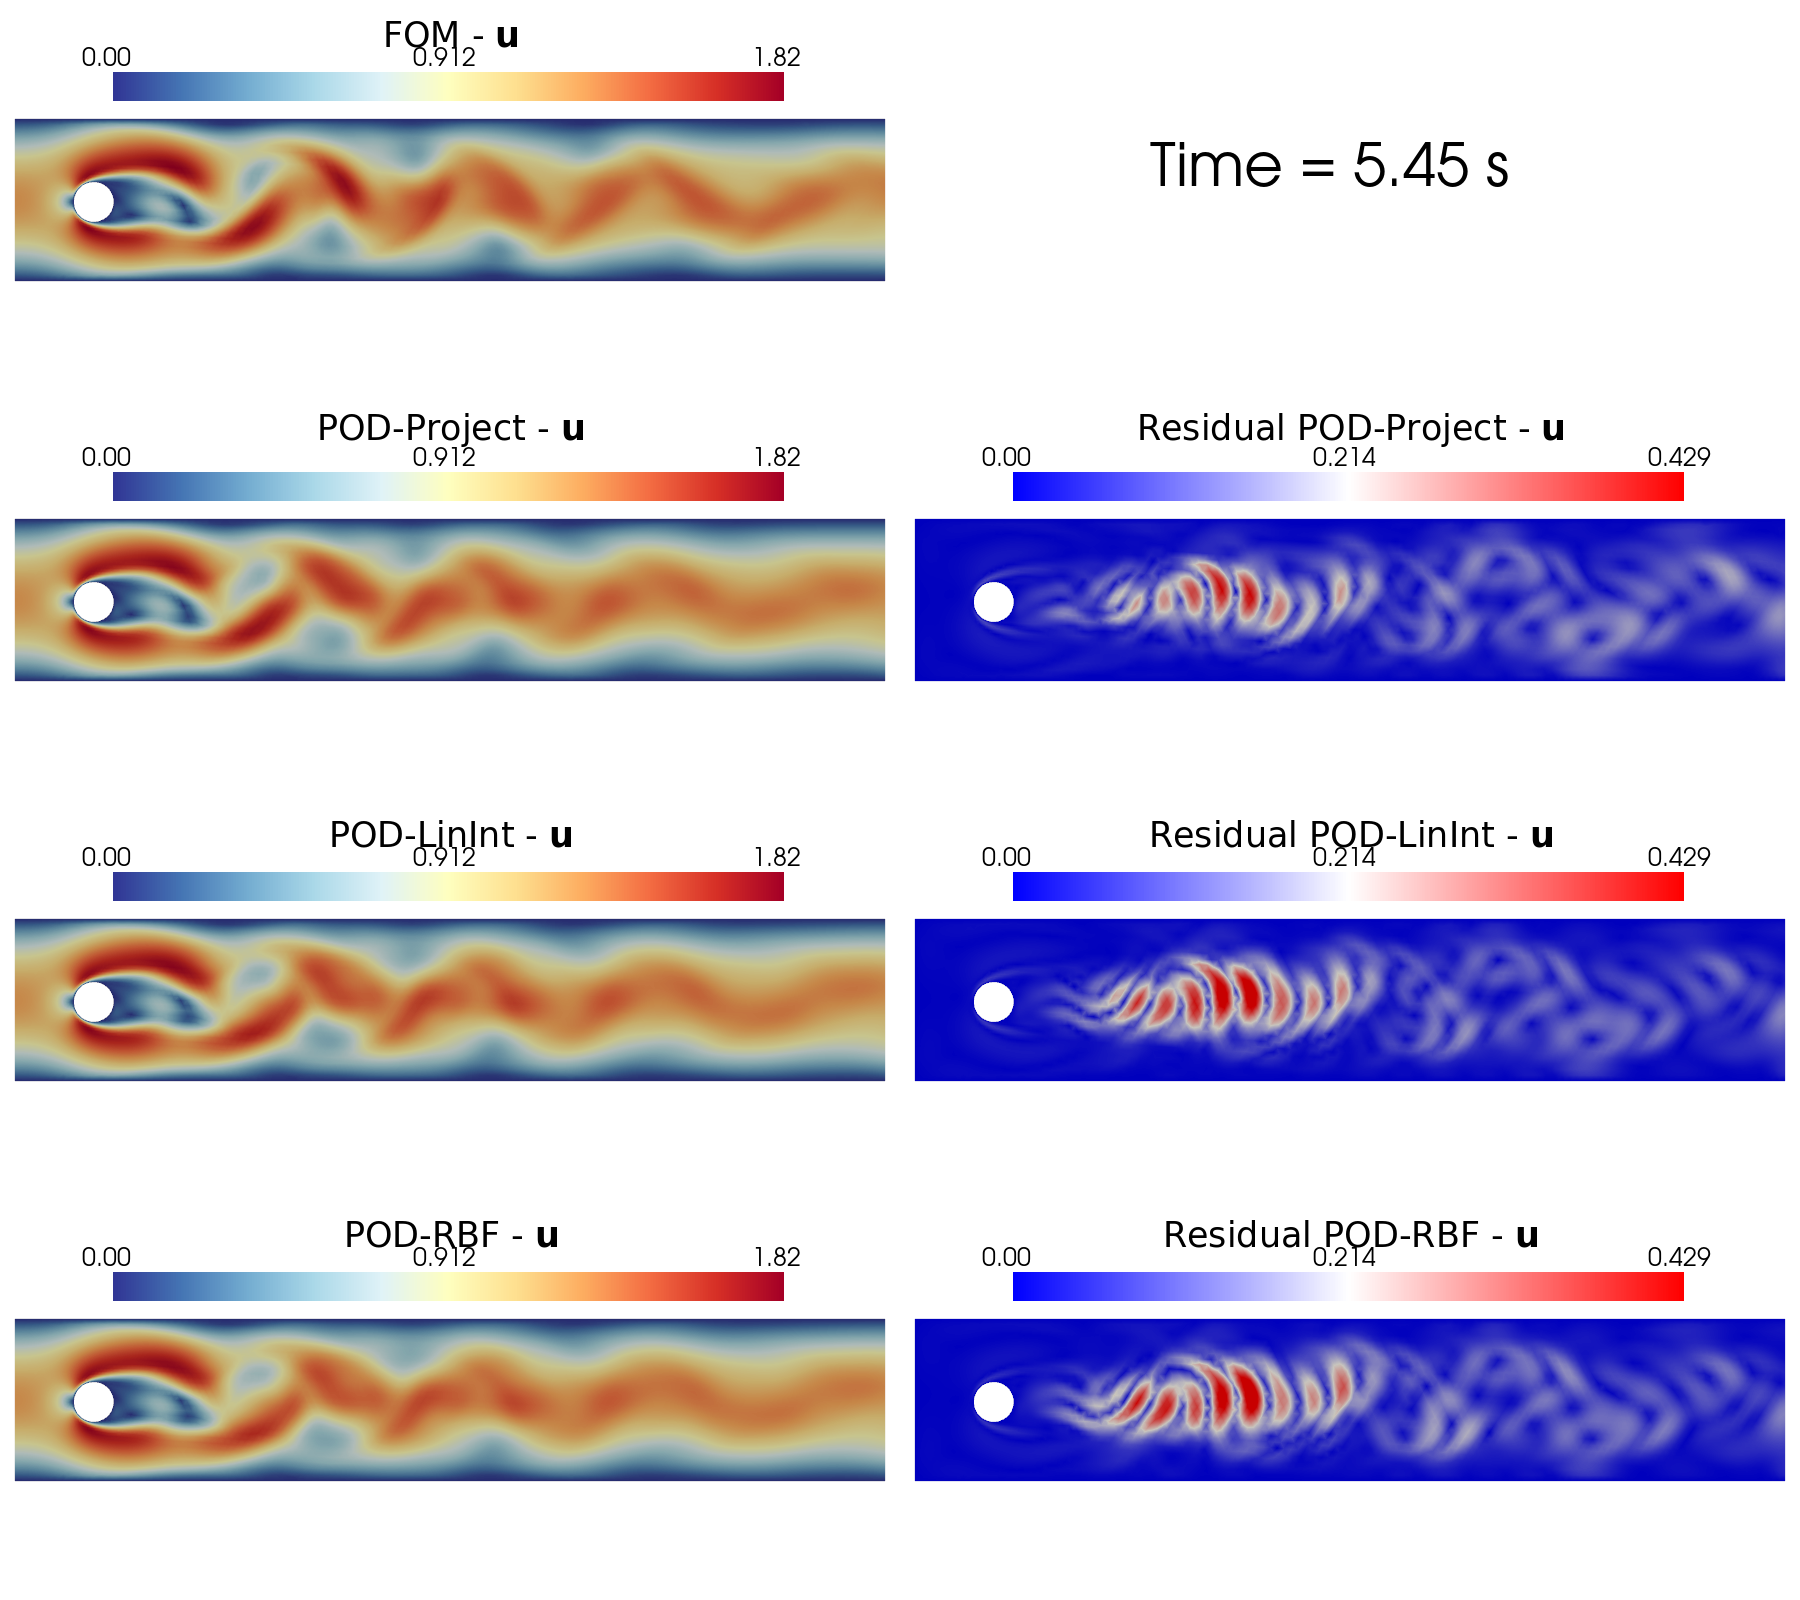 FOM - u
0.00 0.912 1.82
Time = 5.45 s
POD-Project - u
0.00 0.912 1.82
Residual POD-Project - u
0.00 0.214 0.429
POD-LinInt - u
0.00 0.912 1.82
Residual POD-LinInt - u
0.00 0.214 0.429
POD-RBF - u
0.00 0.912 1.82
Residual POD-RBF - u
0.00 0.214 0.429